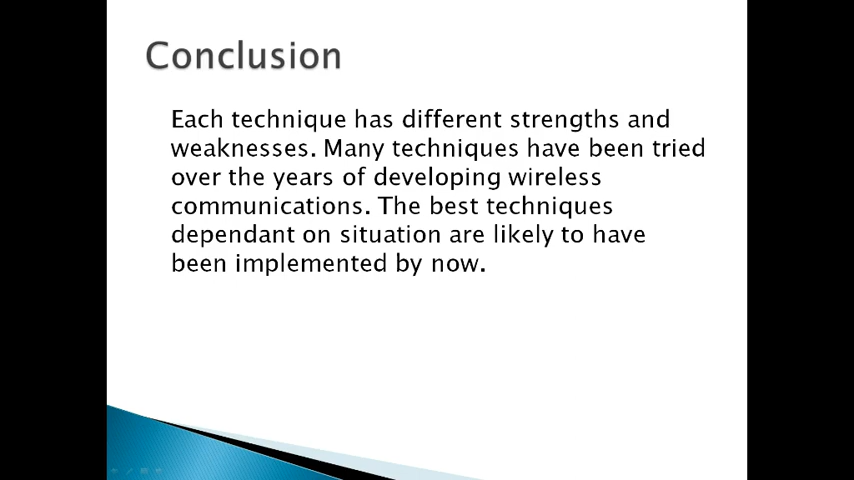 Conclusion
Each technique has different strengths and
weaknesses. Many techniques have been tried
over the years of developing wireless
communications. The best techniques
dependant on situation are likely to have
been implemented by now.